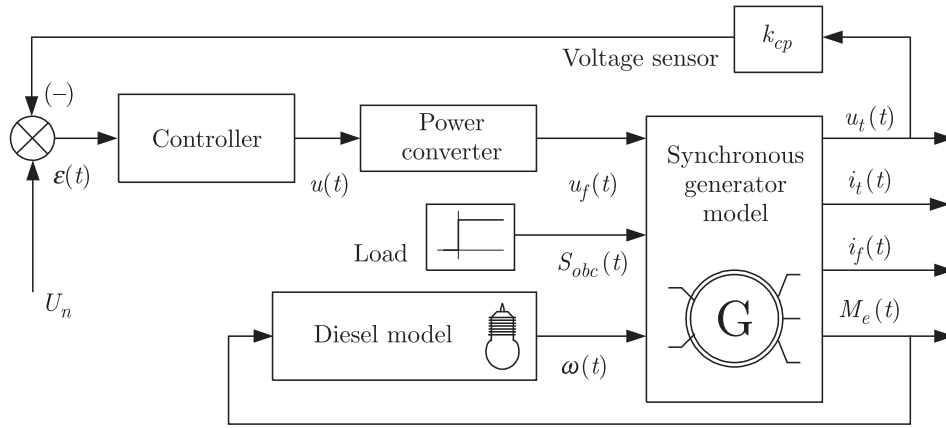 k_cp
Voltage sensor
(−)
Controller
Power
converter
Synchronous
generator
model
u_t(t)
ε(t)
u(t)
u_f(t)
i_t(t)
Load
S_obc(t)
i_f(t)
U_n
Diesel model
G
M_e(t)
ω(t)